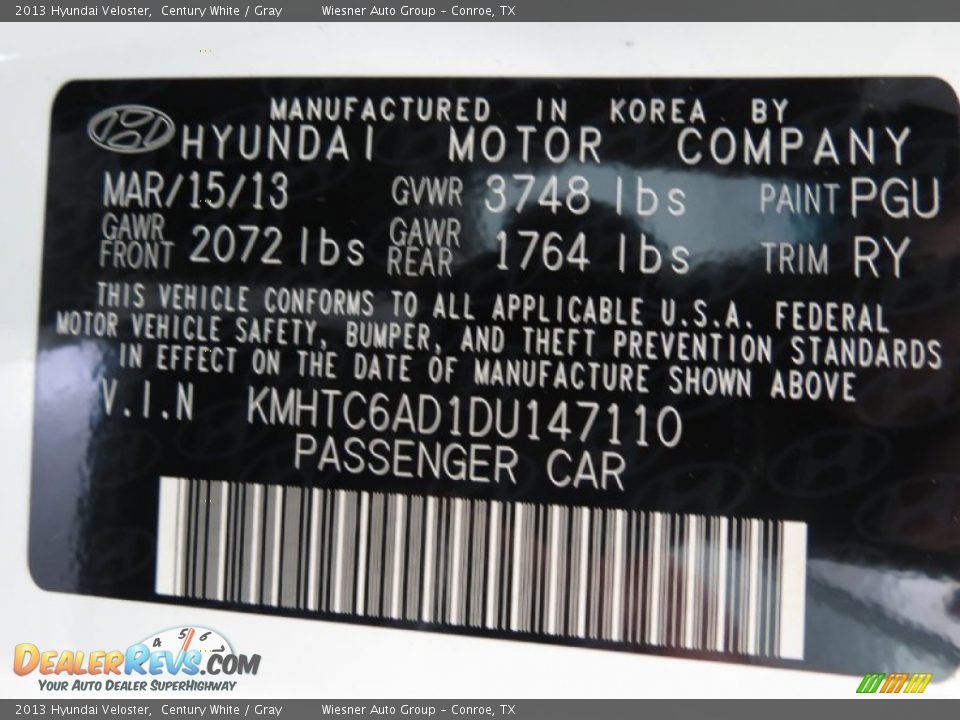 2013 Hyundai Veloster, Century White / Gray Wiesner Auto Group - Conroe, TX
MANUFACTURED IN KOREA BY
HYUNDAI MOTOR COMPANY
MAR/15/13 GVWR 3748 lbs PAINT PGU
GAWR FRONT 2072 lbs GAWR REAR 1764 lbs TRIM RY
THIS VEHICLE CONFORMS TO ALL APPLICABLE U.S.A. FEDERAL
MOTOR VEHICLE SAFETY, BUMPER, AND THEFT PREVENTION STANDARDS
IN EFFECT ON THE DATE OF MANUFACTURE SHOWN ABOVE
V.I.N KMHTC6AD1DU147110
PASSENGER CAR
4 5 6
DEALERREVS.COM
YOUR AUTO DEALER SUPERHIGHWAY
2013 Hyundai Veloster, Century White / Gray Wiesner Auto Group - Conroe, TX